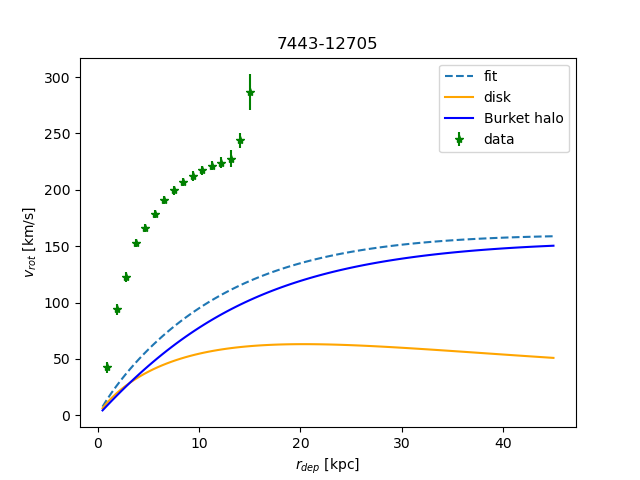 7443-12705
fit
disk
Burket halo
data
300
250
200
150
100
50
0
v_rot [km/s]
0 10 20 30 40
r_dep [kpc]